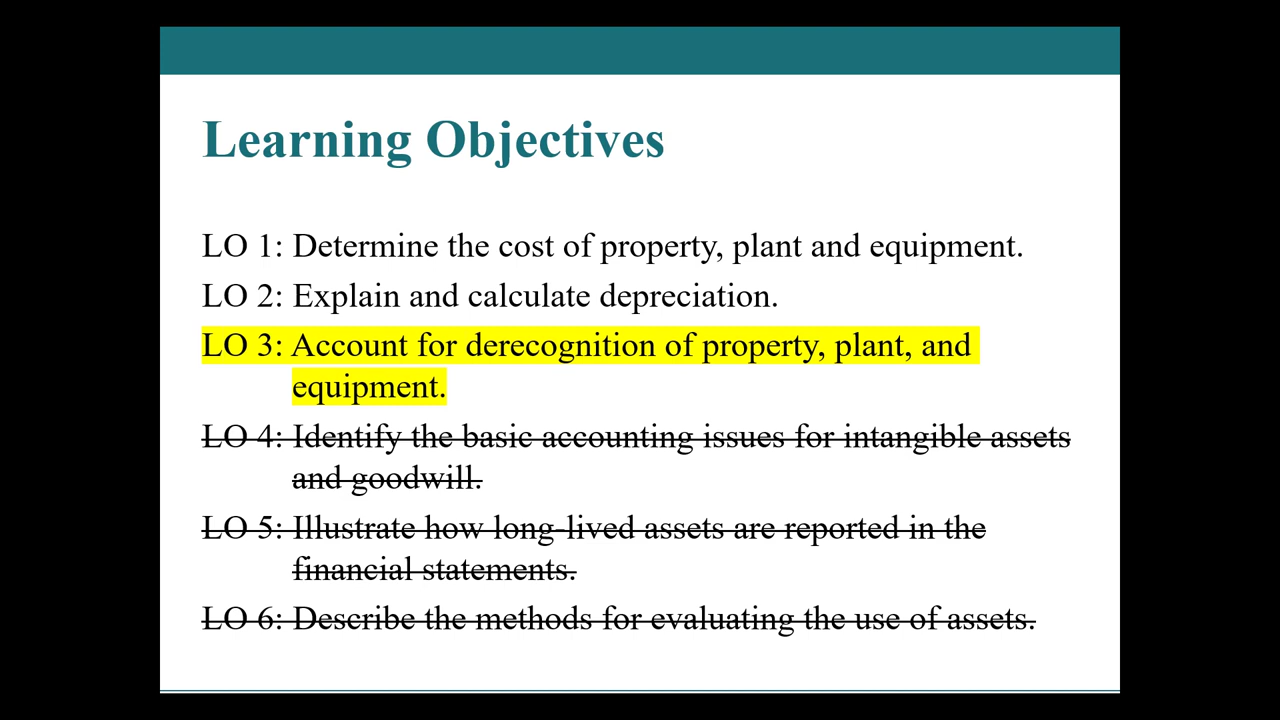 Learning Objectives
LO 1: Determine the cost of property, plant and equipment.
LO 2: Explain and calculate depreciation.
LO 3: Account for derecognition of property, plant, and
equipment.
LO 4: Identify the basic accounting issues for intangible assets
and goodwill.
LO 5: Illustrate how long-lived assets are reported in the
financial statements.
LO 6: Describe the methods for evaluating the use of assets.